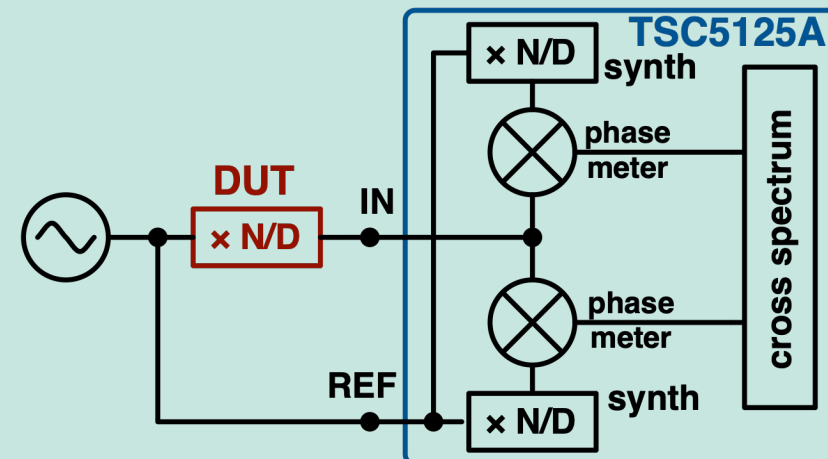 TSC5125A
× N/D
synth
phase
meter
DUT
× N/D
IN
cross spectrum
phase
meter
REF
× N/D
synth